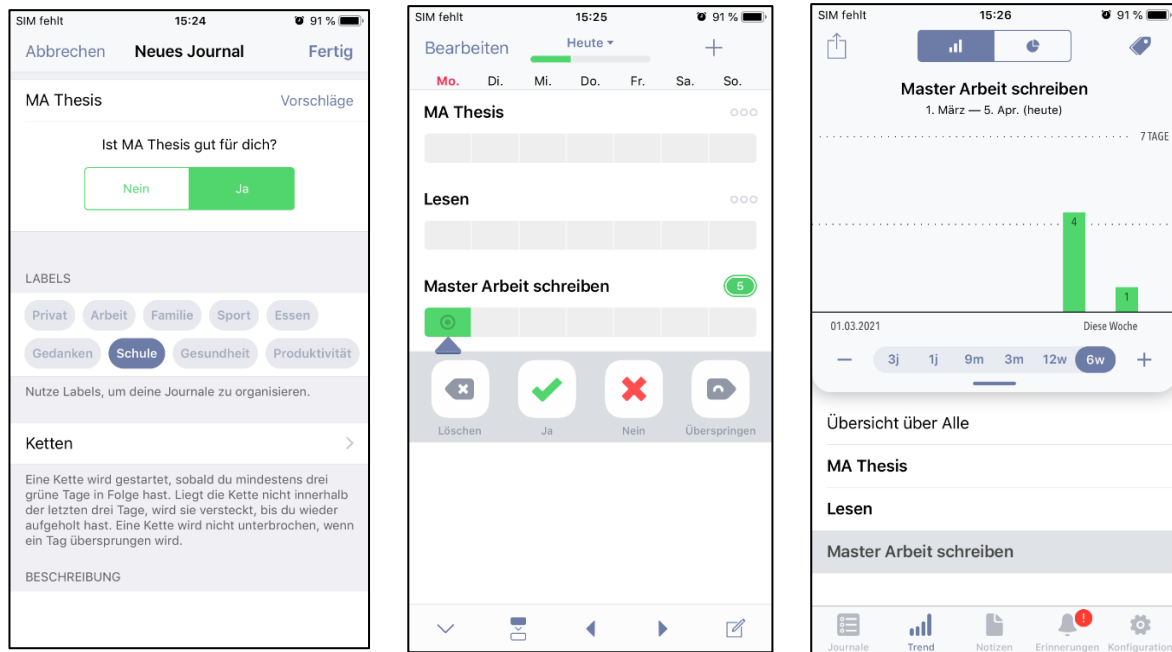 SIM fehlt 15:24 91 %
Abbrechen Neues Journal Fertig
MA Thesis Vorschläge
Ist MA Thesis gut für dich?
Nein Ja
LABELS
Privat Arbeit Familie Sport Essen
Gedanken Schule Gesundheit Produktivität
Nutze Labels, um deine Journale zu organisieren.
Ketten
Eine Kette wird gestartet, sobald du mindestens drei
grüne Tage in Folge hast. Liegt die Kette nicht innerhalb
der letzten drei Tage, wird sie versteckt, bis du wieder
aufgeholt hast. Eine Kette wird nicht unterbrochen, wenn
ein Tag übersprungen wird.
BESCHREIBUNG
SIM fehlt 15:25 91 %
Bearbeiten Heute
Mo. Di. Mi. Do. Fr. Sa. So.
MA Thesis
Lesen
Master Arbeit schreiben 5
Löschen Ja Nein Überspringen
SIM fehlt 15:26 91 %
Master Arbeit schreiben
1. März — 5. Apr. (heute)
7 TAGE
4
1
01.03.2021 Diese Woche
3j 1j 9m 3m 12w 6w
Übersicht über Alle
MA Thesis
Lesen
Master Arbeit schreiben
Journale Trend Notizen Erinnerungen Konfiguration